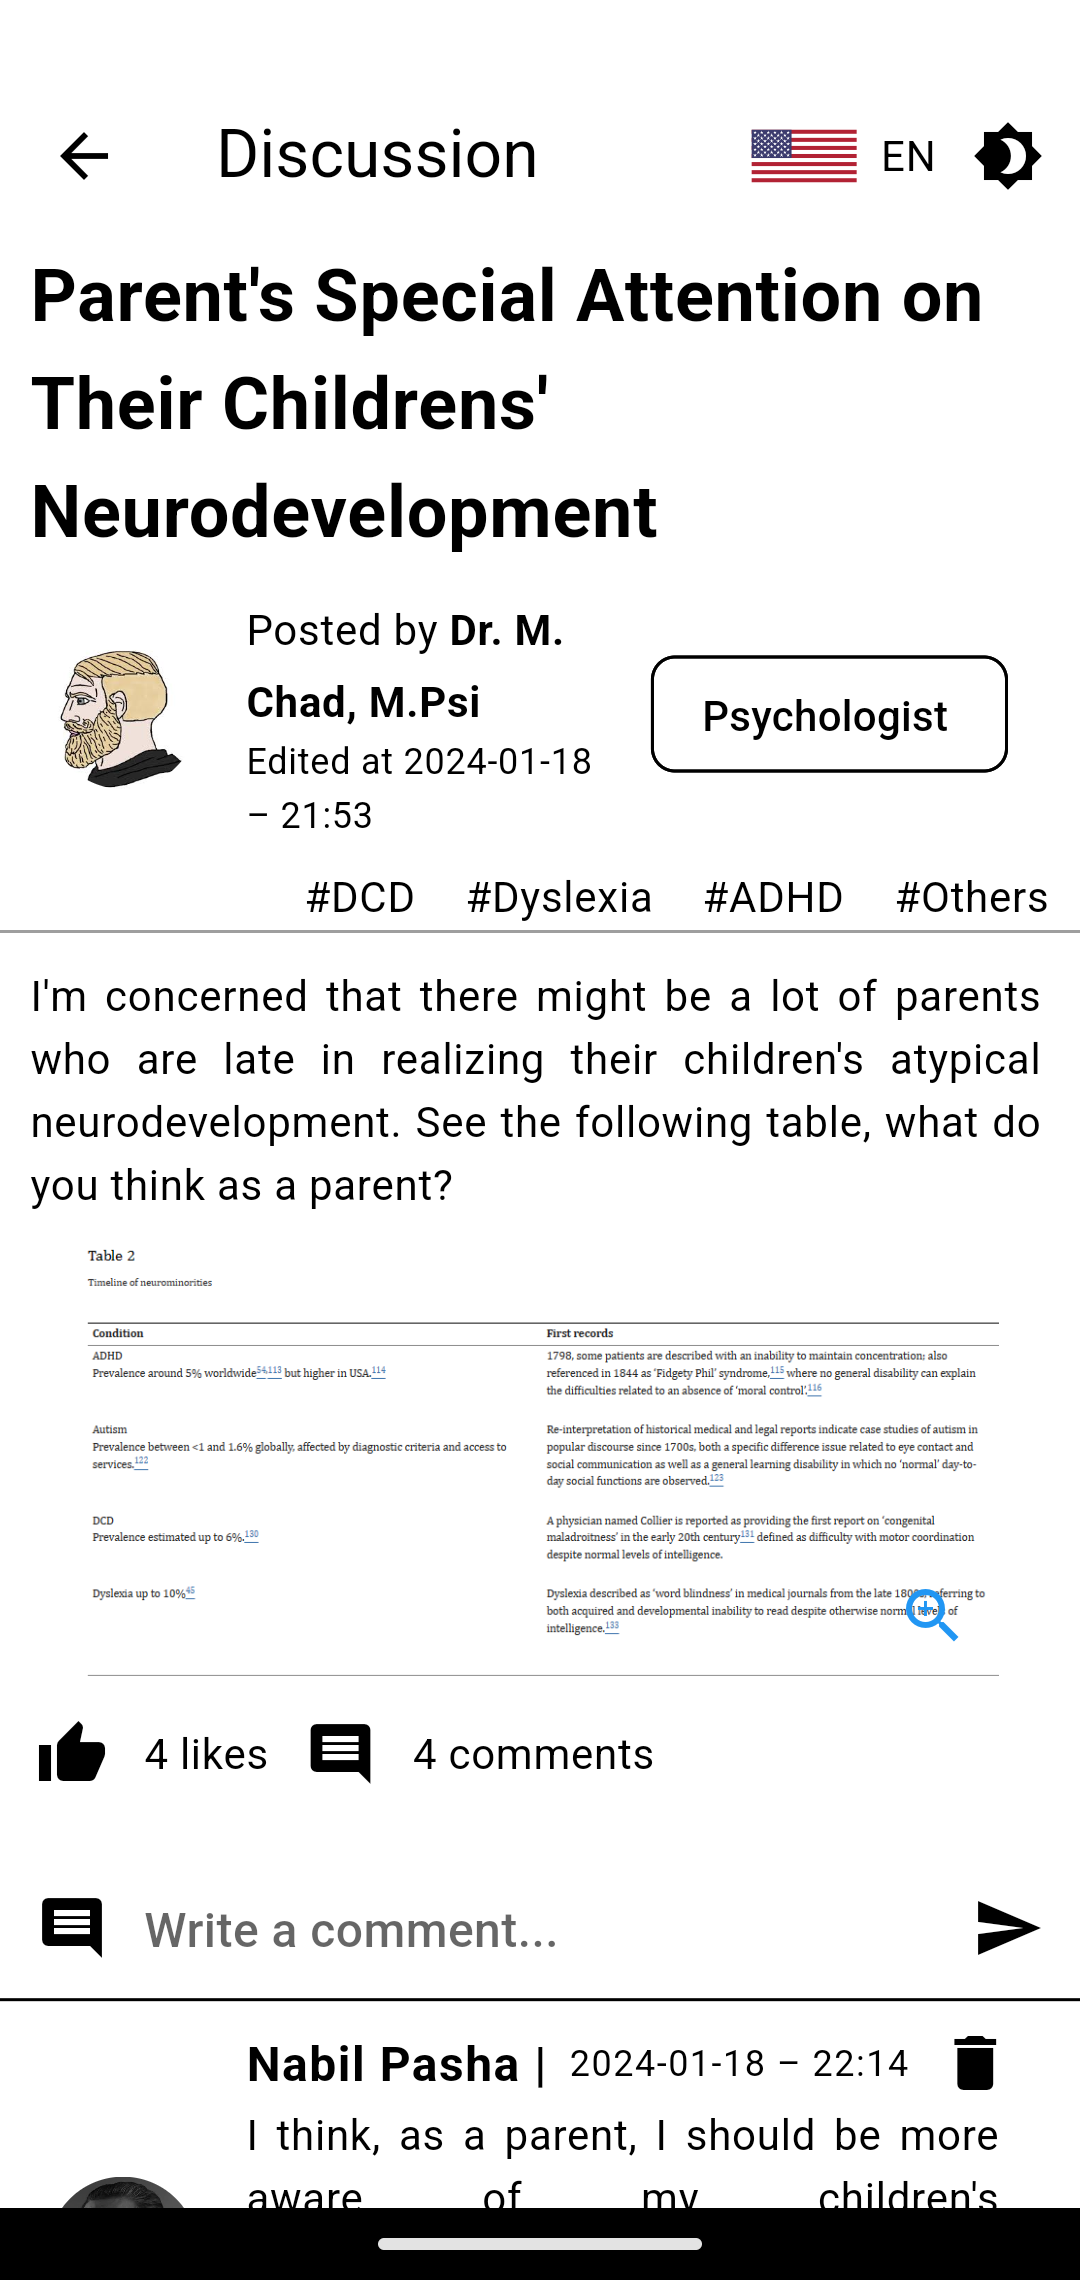 Discussion EN
Parent's Special Attention on
Their Childrens'
Neurodevelopment
Posted by Dr. M.
Chad, M.Psi
Edited at 2024-01-18
– 21:53
Psychologist
#DCD #Dyslexia #ADHD #Others
I'm concerned that there might be a lot of parents
who are late in realizing their children's atypical
neurodevelopment. See the following table, what do
you think as a parent?
Table 2
Timeline of neurominorities
Condition First records
ADHD
Prevalence around 5% worldwide54,113 but higher in USA.114
1798, some patients are described with an inability to maintain concentration; also
referenced in 1844 as ‘Fidgety Phil’ syndrome,115 where no general disability can explain
the difficulties related to an absence of ‘moral control’.116
Autism
Prevalence between <1 and 1.6% globally, affected by diagnostic criteria and access to
services.122
Re-interpretation of historical medical and legal reports indicate case studies of autism in
popular discourse since 1700s, both a specific difference issue related to eye contact and
social communication as well as a general learning disability in which no ‘normal’ day-to-
day social functions are observed.123
DCD
Prevalence estimated up to 6%.130
A physician named Collier is reported as providing the first report on ‘congenital
maladroitness’ in the early 20th century131 defined as difficulty with motor coordination
despite normal levels of intelligence.
Dyslexia up to 10%45
Dyslexia described as ‘word blindness’ in medical journals from the late 1800s, referring to
both acquired and developmental inability to read despite otherwise normal levels of
intelligence.133
4 likes 4 comments
Write a comment...
Nabil Pasha | 2024-01-18 – 22:14
I think, as a parent, I should be more
aware of my children's